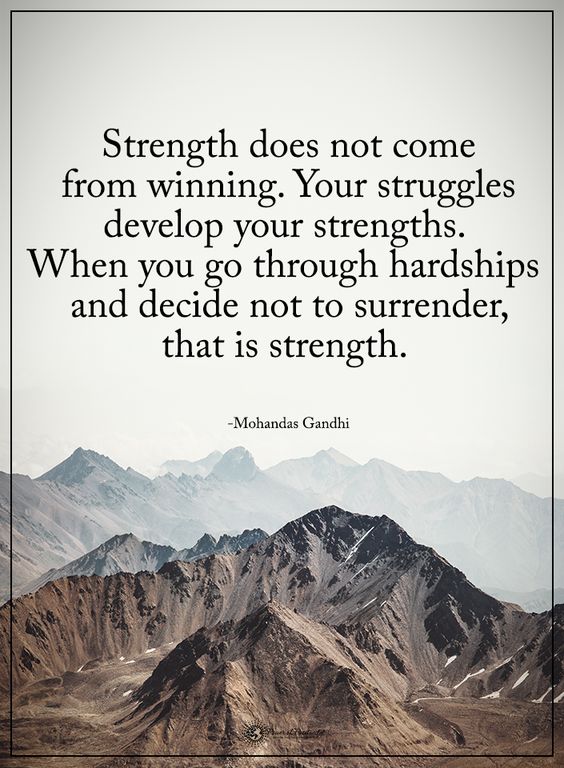 Strength does not come
from winning. Your struggles
develop your strengths.
When you go through hardships
and decide not to surrender,
that is strength.
-Mohandas Gandhi